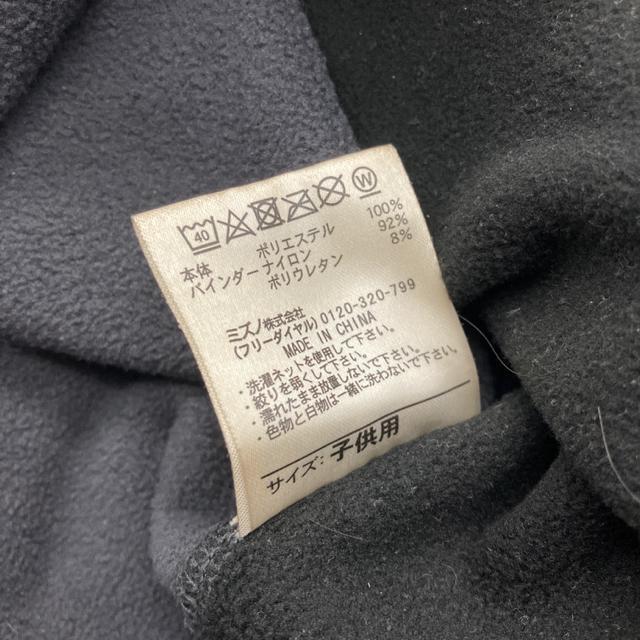 40 W
本体 ポリエステル 100%
バインダーナイロン 92%
ポリウレタン 8%
ミズノ株式会社
(フリーダイヤル) 0120-320-799
MADE IN CHINA
・洗濯ネットを使用して下さい。
・絞りを弱くして下さい。
・濡れたまま放置しないで下さい。
・色物と白物は一緒に洗わないで下さい。
サイズ: 子供用